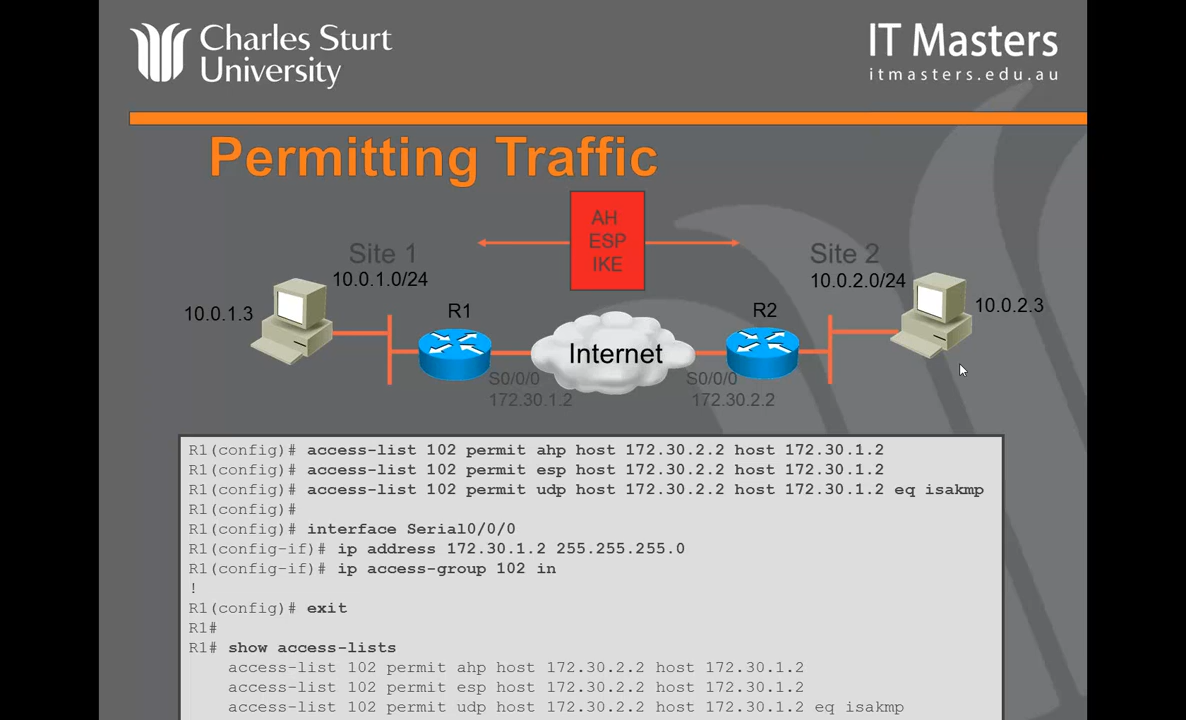 Charles Sturt
University
IT Masters
itmasters.edu.au
Permitting Traffic
AH
ESP
IKE
Site 1
10.0.1.0/24
10.0.1.3
R1
Internet
S0/0/0
172.30.1.2
Site 2
10.0.2.0/24
10.0.2.3
R2
S0/0/0
172.30.2.2
R1(config)# access-list 102 permit ahp host 172.30.2.2 host 172.30.1.2
R1(config)# access-list 102 permit esp host 172.30.2.2 host 172.30.1.2
R1(config)# access-list 102 permit udp host 172.30.2.2 host 172.30.1.2 eq isakmp
R1(config)#
R1(config)# interface Serial0/0/0
R1(config-if)# ip address 172.30.1.2 255.255.255.0
R1(config-if)# ip access-group 102 in
!
R1(config)# exit
R1#
R1# show access-lists
access-list 102 permit ahp host 172.30.2.2 host 172.30.1.2
access-list 102 permit esp host 172.30.2.2 host 172.30.1.2
access-list 102 permit udp host 172.30.2.2 host 172.30.1.2 eq isakmp